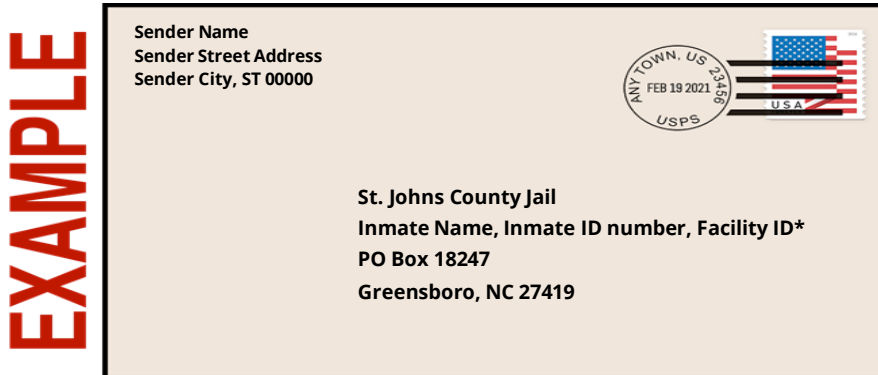 EXAMPLE
Sender Name
Sender Street Address
Sender City, ST 00000
ANY TOWN, US 23456
FEB 19 2021
USPS
USA
St. Johns County Jail
Inmate Name, Inmate ID number, Facility ID*
PO Box 18247
Greensboro, NC 27419